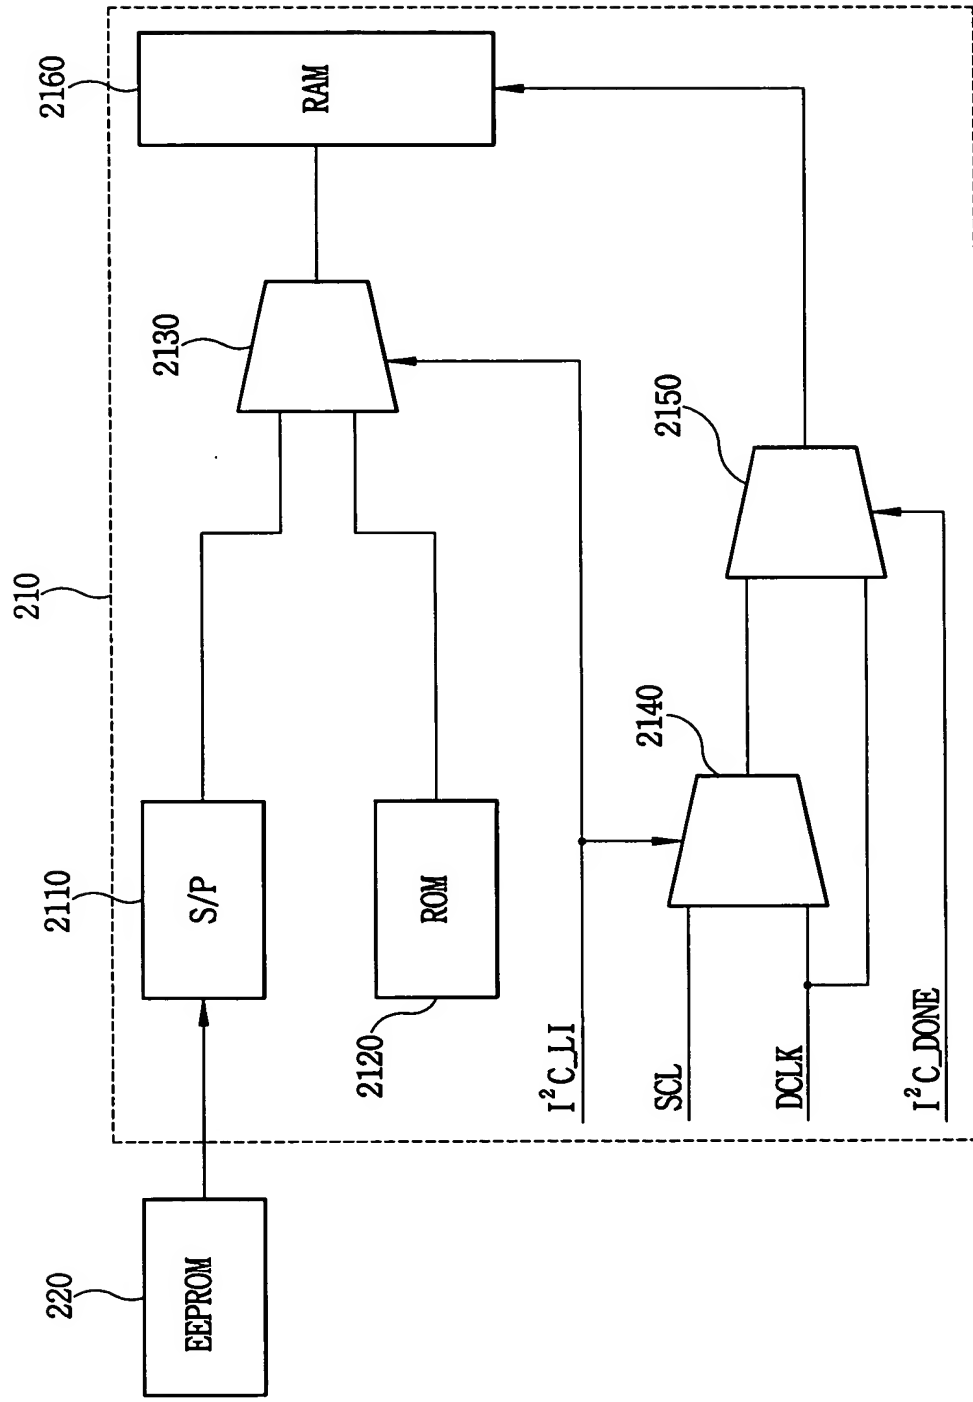 210
220
EEPROM
2110
S/P
2120
ROM
2130
2160
RAM
I²C_LI
SCL
DCLK
I²C_DONE
2140
2150